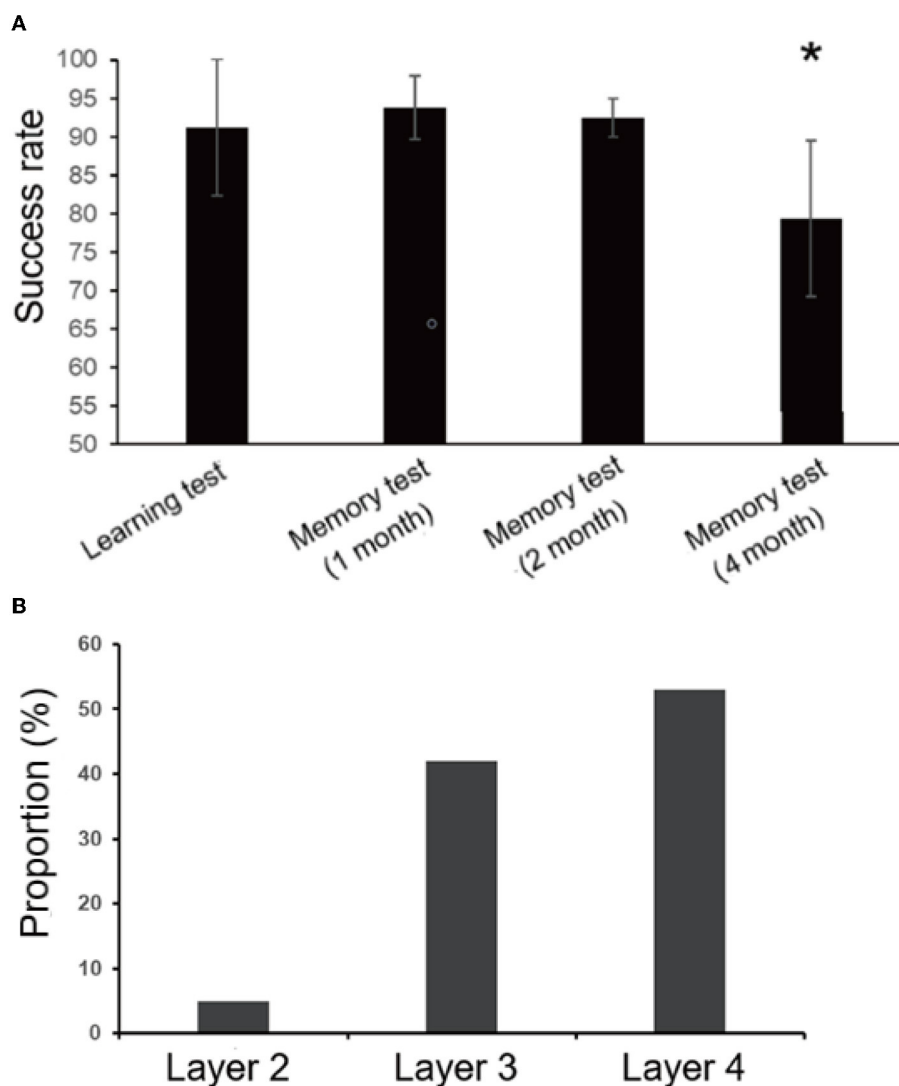 A
*
100
95
90
85
80
75
70
65
60
55
50
Success rate
Learning test
Memory test
(1 month)
Memory test
(2 month)
Memory test
(4 month)
B
60
50
40
30
20
10
0
Proportion (%)
Layer 2
Layer 3
Layer 4